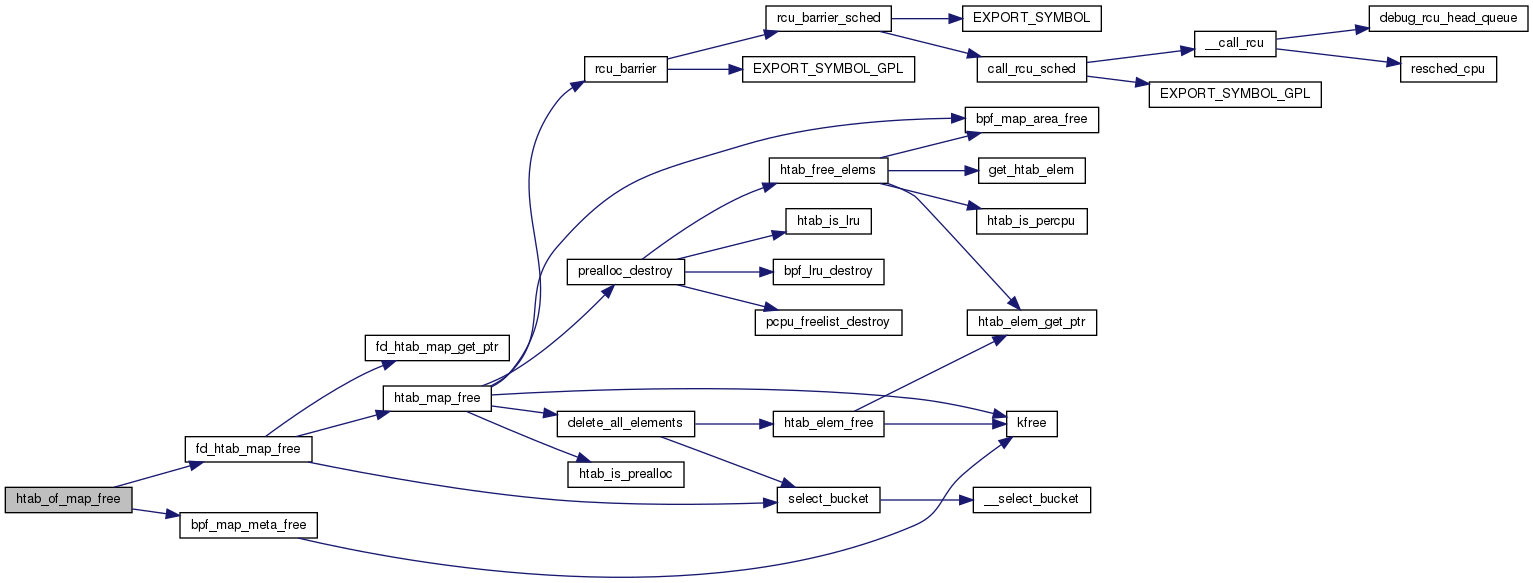 rcu_barrier_sched
EXPORT_SYMBOL
debug_rcu_head_queue
__call_rcu
rcu_barrier
EXPORT_SYMBOL_GPL
call_rcu_sched
resched_cpu
EXPORT_SYMBOL_GPL
bpf_map_area_free
htab_free_elems
get_htab_elem
htab_is_lru
htab_is_percpu
prealloc_destroy
bpf_lru_destroy
pcpu_freelist_destroy
htab_elem_get_ptr
fd_htab_map_get_ptr
htab_map_free
delete_all_elements
htab_elem_free
kfree
fd_htab_map_free
htab_is_prealloc
htab_of_map_free
select_bucket
__select_bucket
bpf_map_meta_free